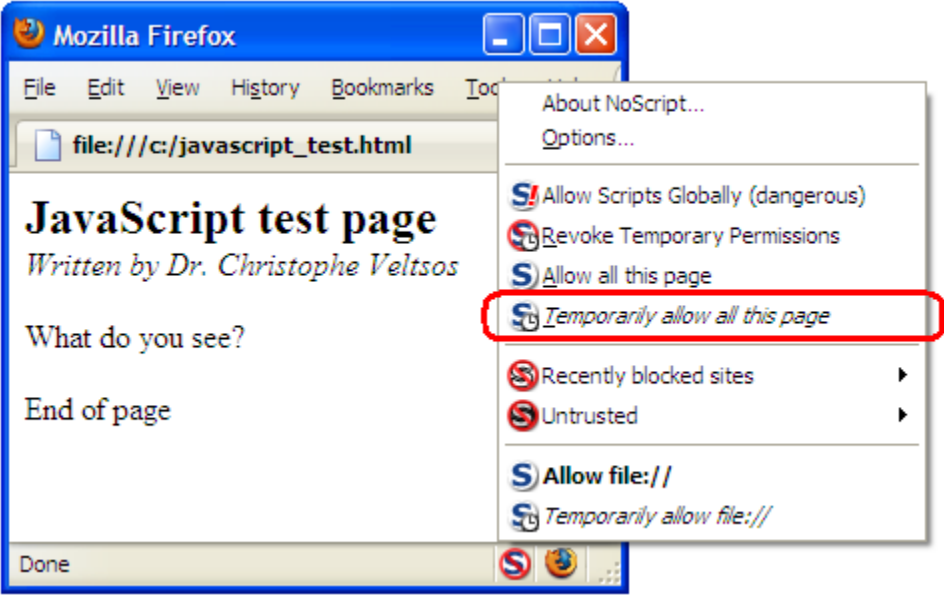 Mozilla Firefox
File Edit View History Bookmarks
file:///c:/javascript_test.html
JavaScript test page
Written by Dr. Christophe Veltsos
What do you see?
End of page
Done
About NoScript...
Options...
Allow Scripts Globally (dangerous)
Revoke Temporary Permissions
Allow all this page
Temporarily allow all this page
Recently blocked sites
Untrusted
Allow file://
Temporarily allow file://